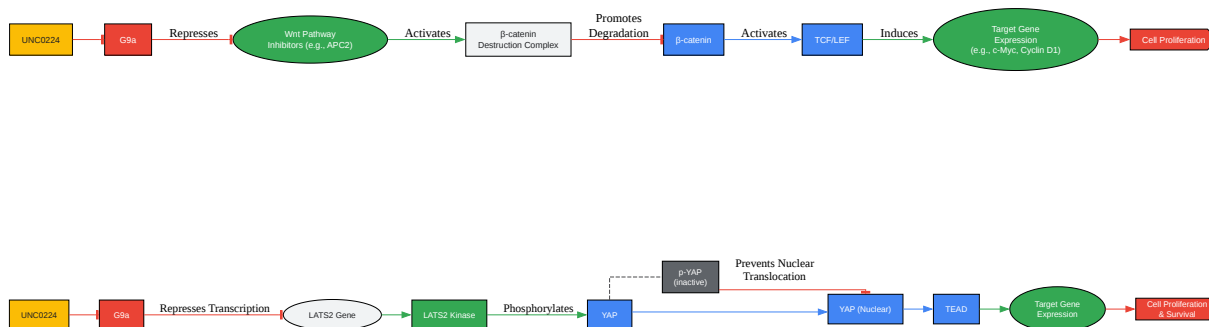 UNC0224
G9a
Represses
Wnt Pathway
Inhibitors (e.g., APC2)
Activates
β-catenin
Destruction Complex
Promotes
Degradation
β-catenin
Activates
TCF/LEF
Induces
Target Gene
Expression
(e.g., c-Myc, Cyclin D1)
Cell Proliferation
p-YAP
(inactive)
Prevents Nuclear
Translocation
UNC0224
G9a
Represses Transcription
LATS2 Gene
LATS2 Kinase
Phosphorylates
YAP
YAP (Nuclear)
TEAD
Target Gene
Expression
Cell Proliferation
& Survival